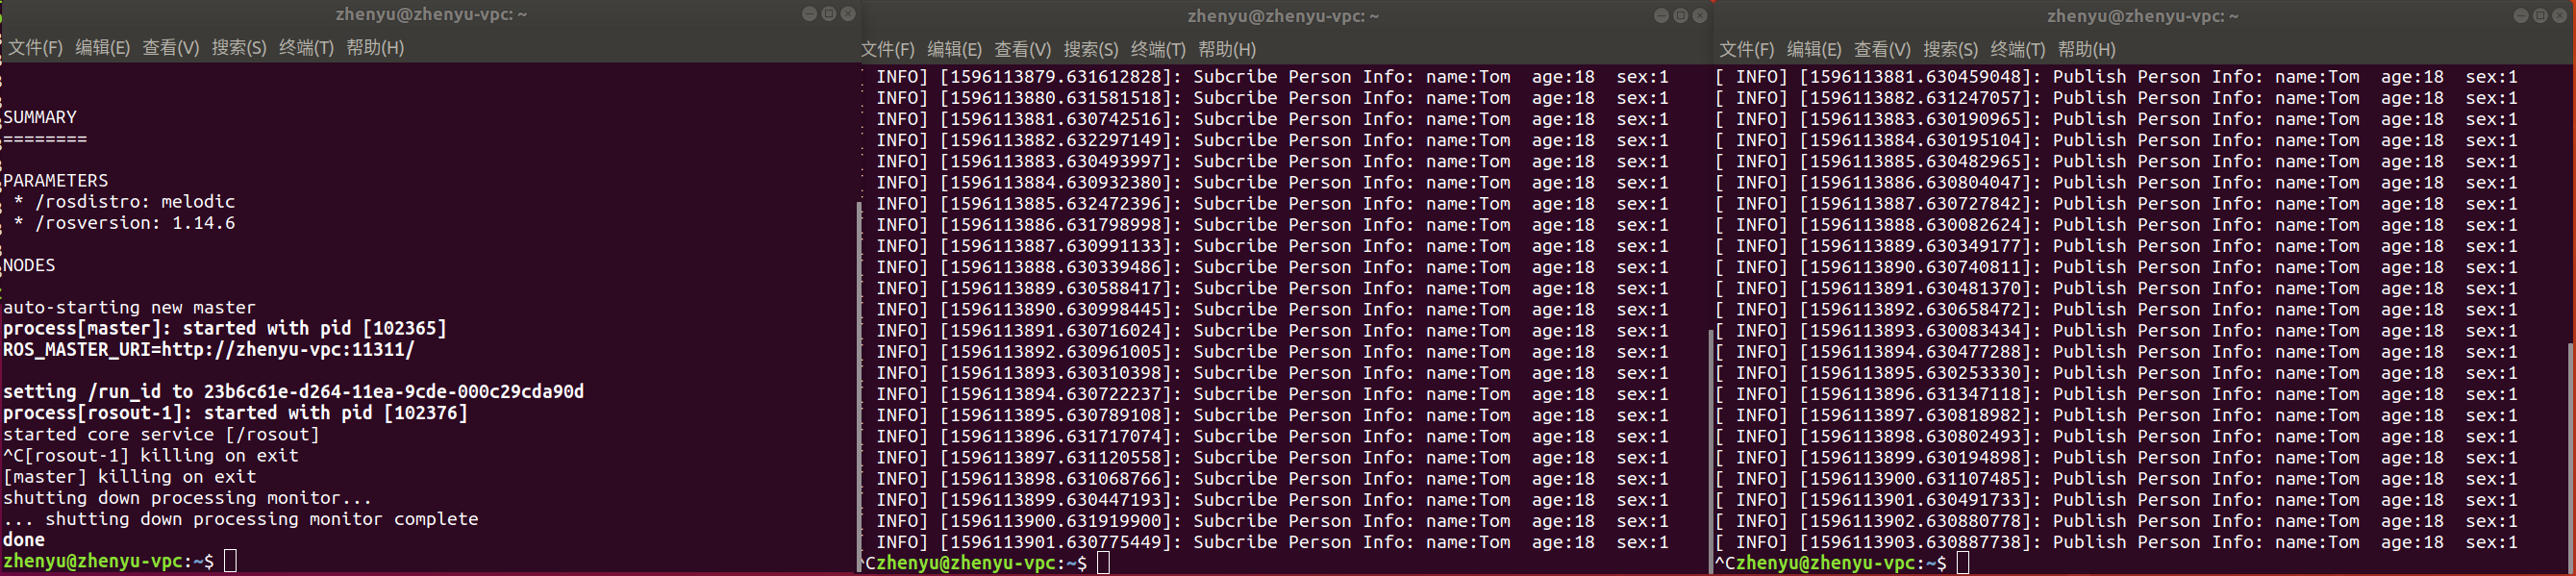 zhenyu@zhenyu-vpc: ~
文件(F) 编辑(E) 查看(V) 搜索(S) 终端(T) 帮助(H)
SUMMARY
========
PARAMETERS
* /rosdistro: melodic
* /rosversion: 1.14.6
NODES
auto-starting new master
process[master]: started with pid [102365]
ROS_MASTER_URI=http://zhenyu-vpc:11311/
setting /run_id to 23b6c61e-d264-11ea-9cde-000c29cda90d
process[rosout-1]: started with pid [102376]
started core service [/rosout]
^C[rosout-1] killing on exit
[master] killing on exit
shutting down processing monitor...
... shutting down processing monitor complete
done
zhenyu@zhenyu-vpc:~$
zhenyu@zhenyu-vpc: ~
文件(F) 编辑(E) 查看(V) 搜索(S) 终端(T) 帮助(H)
[ INFO] [1596113879.631612828]: Subcribe Person Info: name:Tom  age:18  sex:1
[ INFO] [1596113880.631581518]: Subcribe Person Info: name:Tom  age:18  sex:1
[ INFO] [1596113881.630742516]: Subcribe Person Info: name:Tom  age:18  sex:1
[ INFO] [1596113882.632297149]: Subcribe Person Info: name:Tom  age:18  sex:1
[ INFO] [1596113883.630493997]: Subcribe Person Info: name:Tom  age:18  sex:1
[ INFO] [1596113884.630932380]: Subcribe Person Info: name:Tom  age:18  sex:1
[ INFO] [1596113885.632472396]: Subcribe Person Info: name:Tom  age:18  sex:1
[ INFO] [1596113886.631798998]: Subcribe Person Info: name:Tom  age:18  sex:1
[ INFO] [1596113887.630991133]: Subcribe Person Info: name:Tom  age:18  sex:1
[ INFO] [1596113888.630339486]: Subcribe Person Info: name:Tom  age:18  sex:1
[ INFO] [1596113889.630588417]: Subcribe Person Info: name:Tom  age:18  sex:1
[ INFO] [1596113890.630998445]: Subcribe Person Info: name:Tom  age:18  sex:1
[ INFO] [1596113891.630716024]: Subcribe Person Info: name:Tom  age:18  sex:1
[ INFO] [1596113892.630961005]: Subcribe Person Info: name:Tom  age:18  sex:1
[ INFO] [1596113893.630310398]: Subcribe Person Info: name:Tom  age:18  sex:1
[ INFO] [1596113894.630722237]: Subcribe Person Info: name:Tom  age:18  sex:1
[ INFO] [1596113895.630789108]: Subcribe Person Info: name:Tom  age:18  sex:1
[ INFO] [1596113896.631717074]: Subcribe Person Info: name:Tom  age:18  sex:1
[ INFO] [1596113897.631120558]: Subcribe Person Info: name:Tom  age:18  sex:1
[ INFO] [1596113898.631068766]: Subcribe Person Info: name:Tom  age:18  sex:1
[ INFO] [1596113899.630447193]: Subcribe Person Info: name:Tom  age:18  sex:1
[ INFO] [1596113900.631919900]: Subcribe Person Info: name:Tom  age:18  sex:1
[ INFO] [1596113901.630775449]: Subcribe Person Info: name:Tom  age:18  sex:1
^Czhenyu@zhenyu-vpc:~$
zhenyu@zhenyu-vpc: ~
文件(F) 编辑(E) 查看(V) 搜索(S) 终端(T) 帮助(H)
[ INFO] [1596113881.630459048]: Publish Person Info: name:Tom  age:18  sex:1
[ INFO] [1596113882.631247057]: Publish Person Info: name:Tom  age:18  sex:1
[ INFO] [1596113883.630190965]: Publish Person Info: name:Tom  age:18  sex:1
[ INFO] [1596113884.630195104]: Publish Person Info: name:Tom  age:18  sex:1
[ INFO] [1596113885.630482965]: Publish Person Info: name:Tom  age:18  sex:1
[ INFO] [1596113886.630804047]: Publish Person Info: name:Tom  age:18  sex:1
[ INFO] [1596113887.630727842]: Publish Person Info: name:Tom  age:18  sex:1
[ INFO] [1596113888.630082624]: Publish Person Info: name:Tom  age:18  sex:1
[ INFO] [1596113889.630349177]: Publish Person Info: name:Tom  age:18  sex:1
[ INFO] [1596113890.630740811]: Publish Person Info: name:Tom  age:18  sex:1
[ INFO] [1596113891.630481370]: Publish Person Info: name:Tom  age:18  sex:1
[ INFO] [1596113892.630658472]: Publish Person Info: name:Tom  age:18  sex:1
[ INFO] [1596113893.630083434]: Publish Person Info: name:Tom  age:18  sex:1
[ INFO] [1596113894.630477288]: Publish Person Info: name:Tom  age:18  sex:1
[ INFO] [1596113895.630253330]: Publish Person Info: name:Tom  age:18  sex:1
[ INFO] [1596113896.631347118]: Publish Person Info: name:Tom  age:18  sex:1
[ INFO] [1596113897.630818982]: Publish Person Info: name:Tom  age:18  sex:1
[ INFO] [1596113898.630802493]: Publish Person Info: name:Tom  age:18  sex:1
[ INFO] [1596113899.630194898]: Publish Person Info: name:Tom  age:18  sex:1
[ INFO] [1596113900.631107485]: Publish Person Info: name:Tom  age:18  sex:1
[ INFO] [1596113901.630491733]: Publish Person Info: name:Tom  age:18  sex:1
[ INFO] [1596113902.630880778]: Publish Person Info: name:Tom  age:18  sex:1
[ INFO] [1596113903.630887738]: Publish Person Info: name:Tom  age:18  sex:1
^Czhenyu@zhenyu-vpc:~$